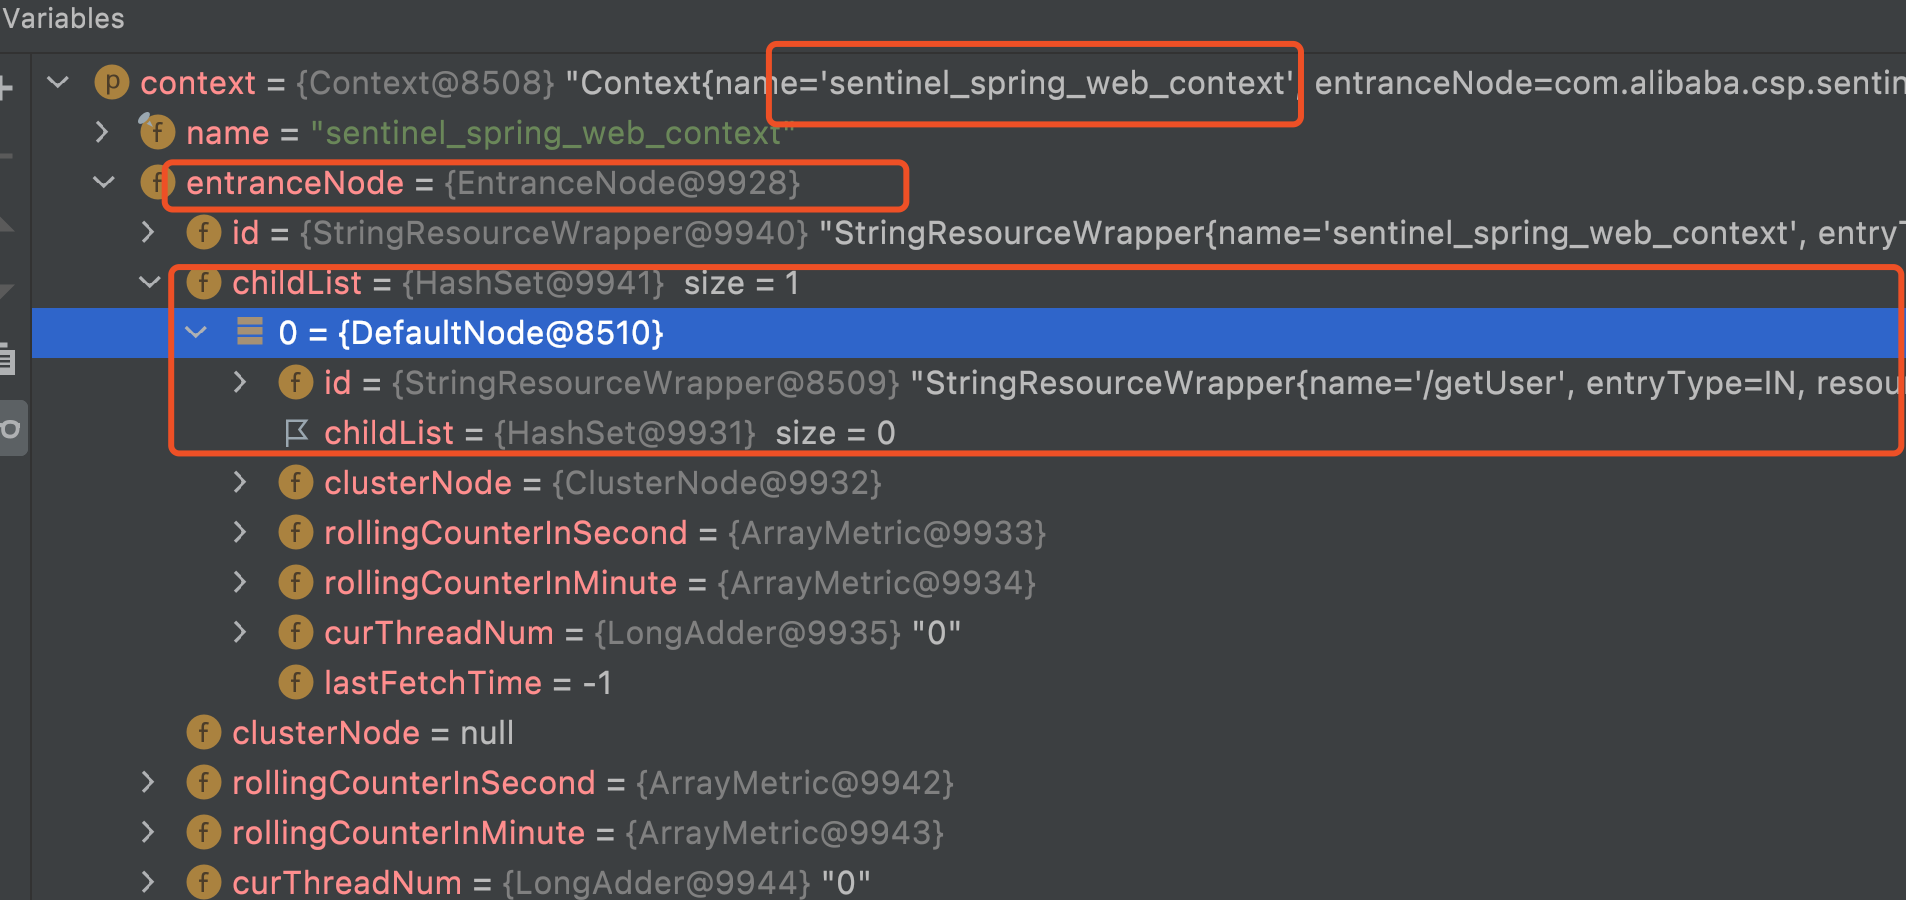 Variables
p context = {Context@8508} "Context{name='sentinel_spring_web_context', entranceNode=com.alibaba.csp.sentin
f name = "sentinel_spring_web_context"
f entranceNode = {EntranceNode@9928}
f id = {StringResourceWrapper@9940} "StringResourceWrapper{name='sentinel_spring_web_context', entryT
f childList = {HashSet@9941} size = 1
0 = {DefaultNode@8510}
f id = {StringResourceWrapper@8509} "StringResourceWrapper{name='/getUser', entryType=IN, resou
childList = {HashSet@9931} size = 0
f clusterNode = {ClusterNode@9932}
f rollingCounterInSecond = {ArrayMetric@9933}
f rollingCounterInMinute = {ArrayMetric@9934}
f curThreadNum = {LongAdder@9935} "0"
f lastFetchTime = -1
f clusterNode = null
f rollingCounterInSecond = {ArrayMetric@9942}
f rollingCounterInMinute = {ArrayMetric@9943}
f curThreadNum = {LongAdder@9944} "0"